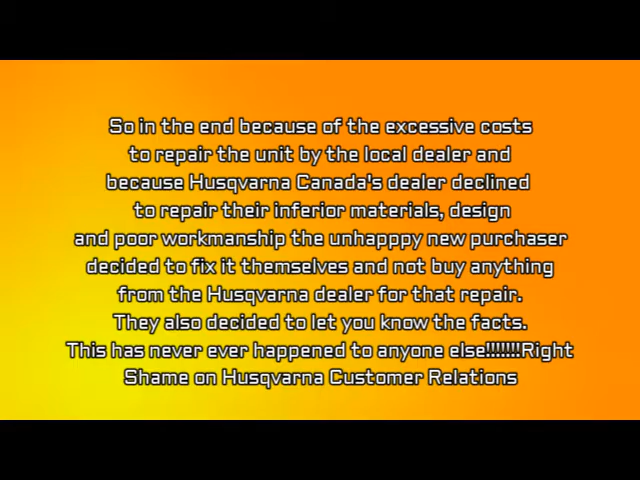 So in the end because of the excessive costs
to repair the unit by the local dealer and
because Husqvarna Canada's dealer declined
to repair their inferior materials, design
and poor workmanship the unhapppy new purchaser
decided to fix it themselves and not buy anything
from the Husqvarna dealer for that repair.
They also decided to let you know the facts.
This has never ever happened to anyone else!!!!!!!Right
Shame on Husqvarna Customer Relations